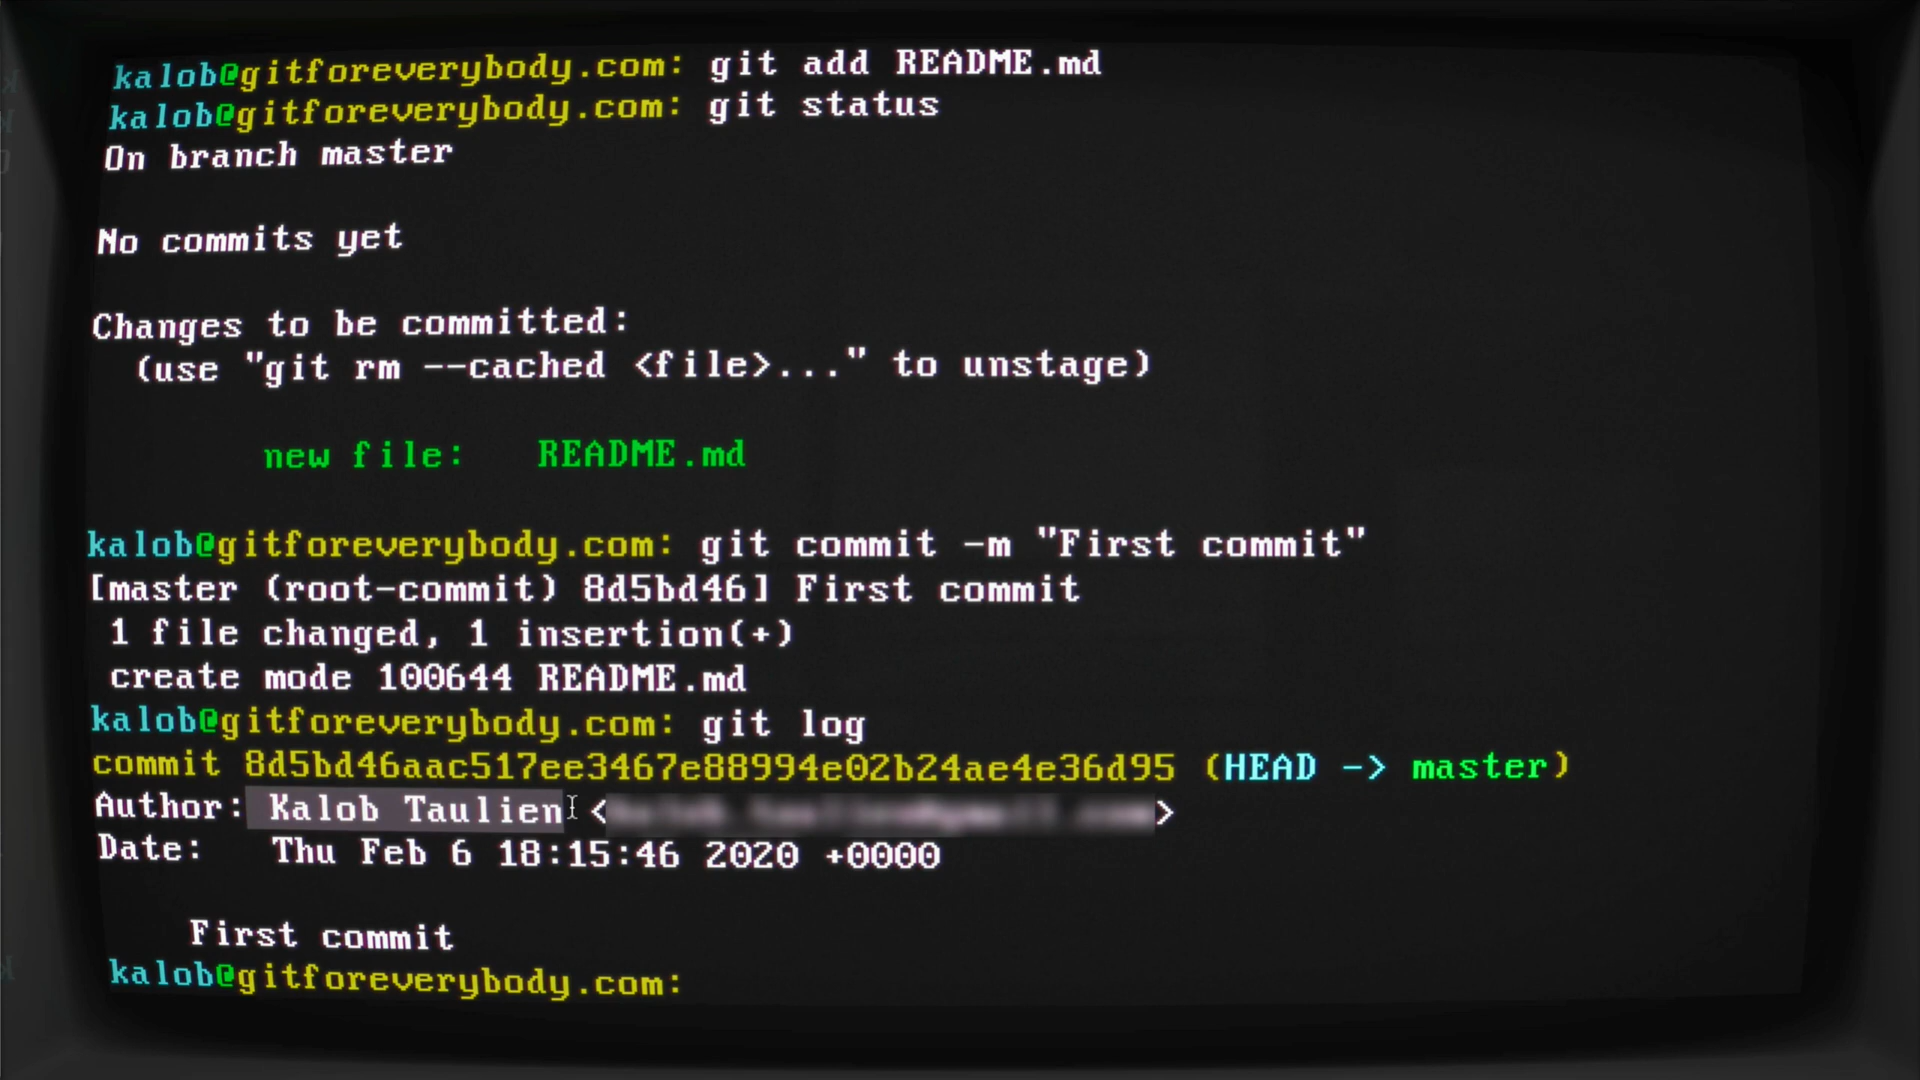 kalob@gitforeverybody.com: git add README.md
kalob@gitforeverybody.com: git status
On branch master
No commits yet
Changes to be committed:
(use "git rm --cached <file>..." to unstage)
new file: README.md
kalob@gitforeverybody.com: git commit -m "First commit"
[master (root-commit) 8d5bd46] First commit
1 file changed, 1 insertion(+)
create mode 100644 README.md
kalob@gitforeverybody.com: git log
commit 8d5bd46aac517ee3467e88994e02b24ae4e36d95 (HEAD -> master)
Author: Kalob Taulien < >
Date: Thu Feb 6 18:15:46 2020 +0000
First commit
kalob@gitforeverybody.com: